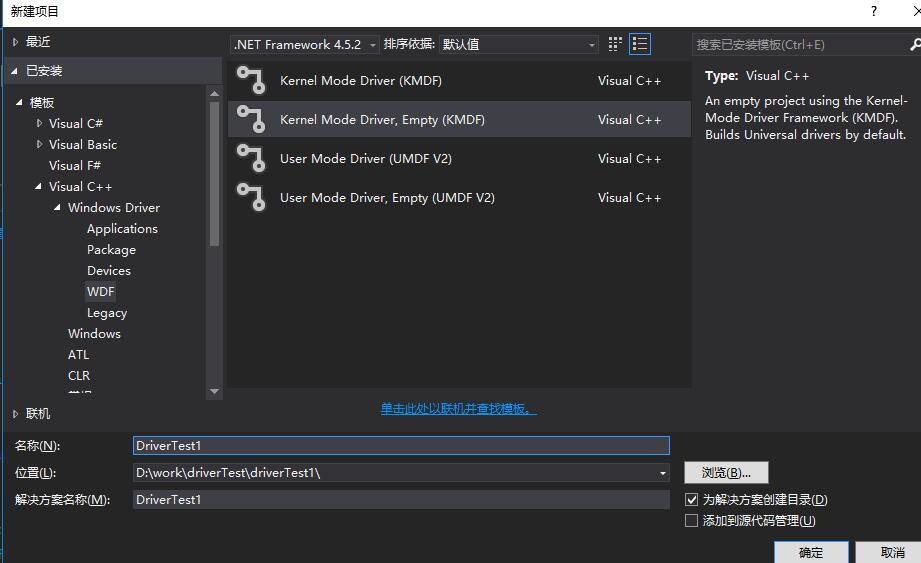 新建项目
?
最近
.NET Framework 4.5.2
排序依据:
默认值
搜索已安装模板(Ctrl+E)
已安装
模板
Visual C#
Visual Basic
Visual F#
Visual C++
Windows Driver
Applications
Package
Devices
WDF
Legacy
Windows
ATL
CLR
联机
Kernel Mode Driver (KMDF) Visual C++
Kernel Mode Driver, Empty (KMDF) Visual C++
User Mode Driver (UMDF V2) Visual C++
User Mode Driver, Empty (UMDF V2) Visual C++
单击此处以联机并查找模板。
Type: Visual C++
An empty project using the Kernel-
Mode Driver Framework (KMDF).
Builds Universal drivers by default.
名称(N): DriverTest1
位置(L): D:\work\driverTest\driverTest1\
浏览(B)...
解决方案名称(M): DriverTest1
为解决方案创建目录(D)
添加到源代码管理(U)
确定
取消